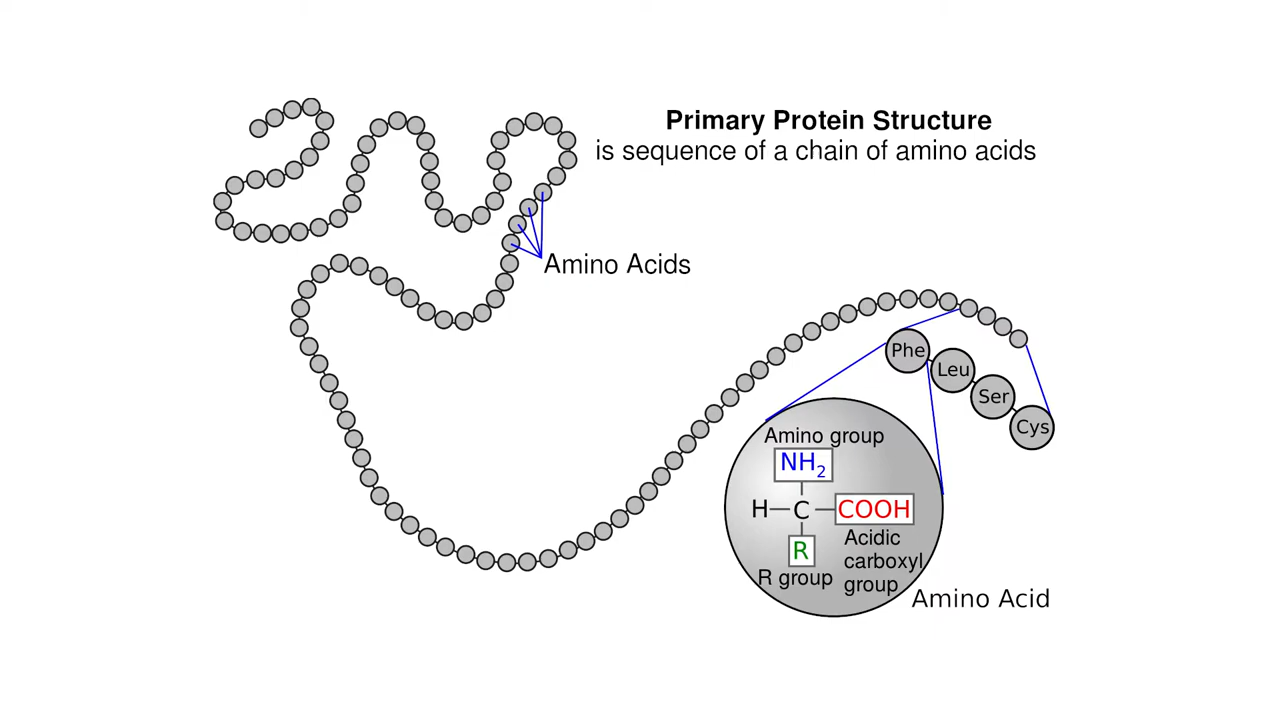 Primary Protein Structure
is sequence of a chain of amino acids
Amino Acids
Phe
Leu
Ser
Cys
Amino group
NH₂
H C COOH
R
Acidic
carboxyl
group
R group
Amino Acid